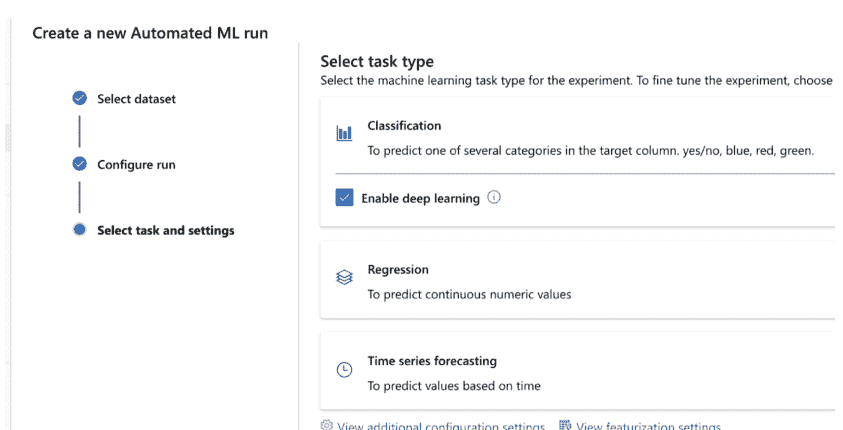 Create a new Automated ML run
Select dataset
Configure run
Select task and settings
Select task type
Select the machine learning task type for the experiment. To fine tune the experiment, choose
Classification
To predict one of several categories in the target column. yes/no, blue, red, green.
Enable deep learning
Regression
To predict continuous numeric values
Time series forecasting
To predict values based on time
View additional configuration settings View featurization settings